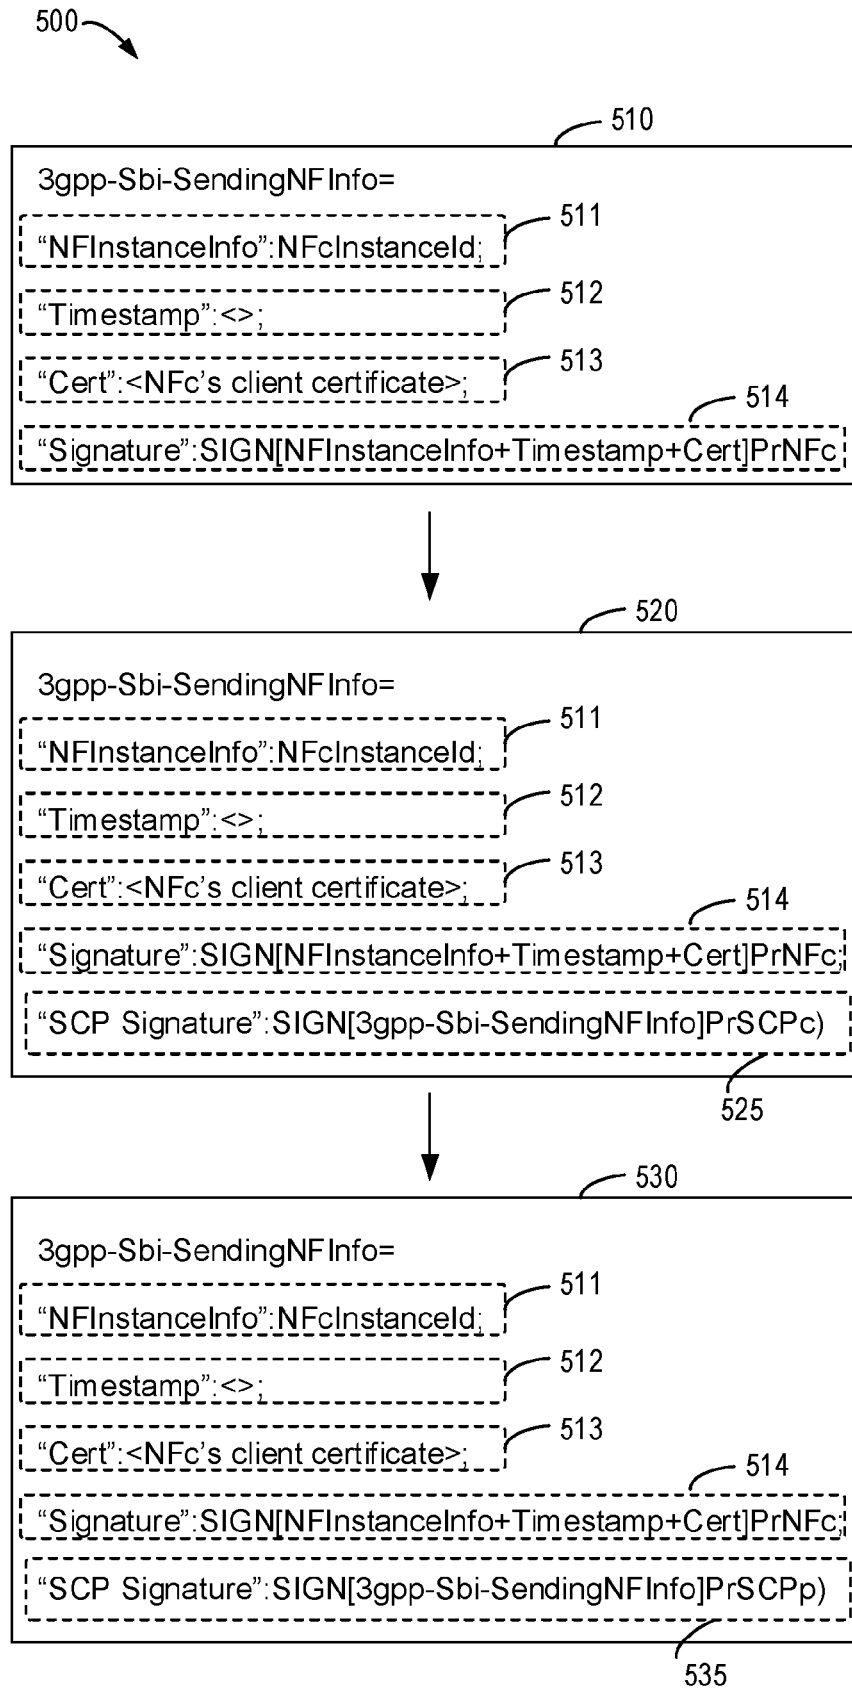 500
510
3gpp-Sbi-SendingNFInfo=
511
“NFInstanceInfo”:NFcInstanceId;
512
“Timestamp”:<>;
513
“Cert”:<NFc’s client certificate>;
514
“Signature”:SIGN[NFInstanceInfo+Timestamp+Cert]PrNFc
520
3gpp-Sbi-SendingNFInfo=
511
“NFInstanceInfo”:NFcInstanceId;
512
“Timestamp”:<>;
513
“Cert”:<NFc’s client certificate>;
514
“Signature”:SIGN[NFInstanceInfo+Timestamp+Cert]PrNFc;
“SCP Signature”:SIGN[3gpp-Sbi-SendingNFInfo]PrSCPc)
525
530
3gpp-Sbi-SendingNFInfo=
511
“NFInstanceInfo”:NFcInstanceId;
512
“Timestamp”:<>;
513
“Cert”:<NFc’s client certificate>;
514
“Signature”:SIGN[NFInstanceInfo+Timestamp+Cert]PrNFc;
“SCP Signature”:SIGN[3gpp-Sbi-SendingNFInfo]PrSCPp)
535